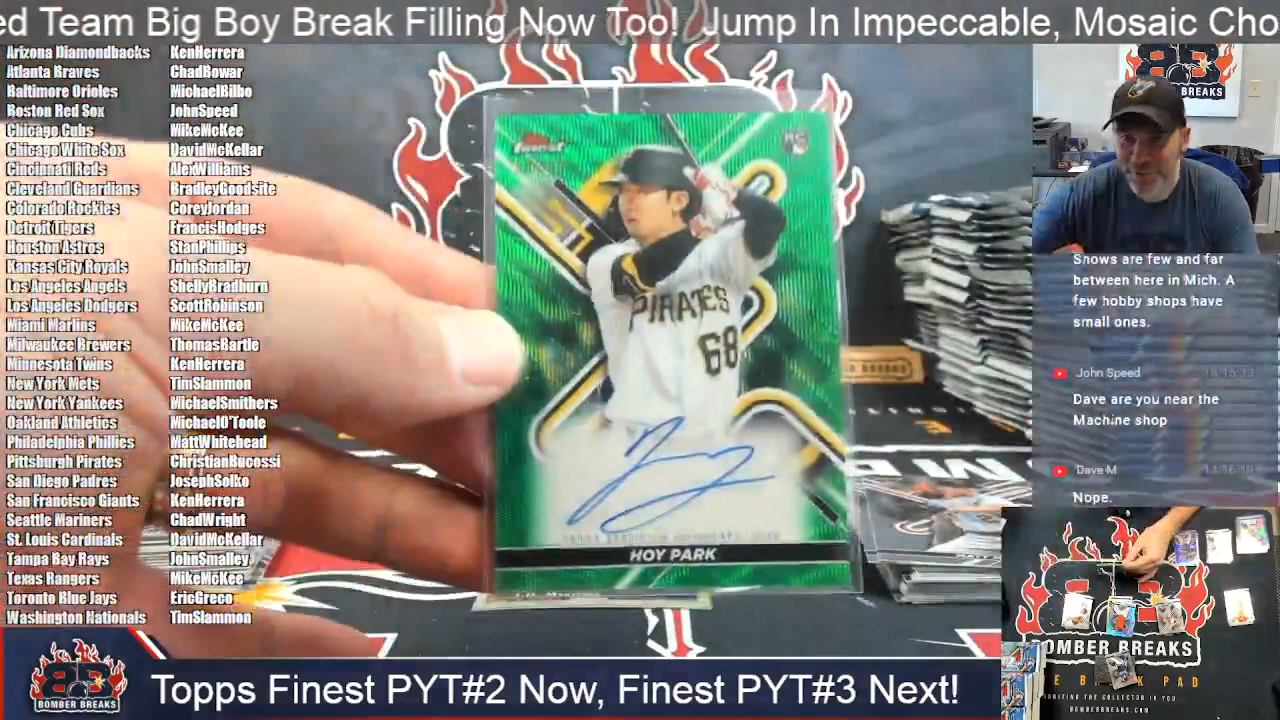 ed Team Big Boy Break Filling Now Too! Jump In Impeccable, Mosaic Cho
Arizona Diamondbacks KenHerrera
Atlanta Braves ChadBowar
Baltimore Orioles MichaelBilbo
Boston Red Sox JohnSpeed
Chicago Cubs MikeMcKee
Chicago White Sox DavidMcKellar
Cincinnati Reds AlexWilliams
Cleveland Guardians BradleyGoodsite
Colorado Rockies CoreyJordan
Detroit Tigers FrancisHodges
Houston Astros StanPhillips
Kansas City Royals JohnSmalley
Los Angeles Angels ShellyBradburn
Los Angeles Dodgers ScottRobinson
Miami Marlins MikeMcKee
Milwaukee Brewers ThomasBartle
Minnesota Twins KenHerrera
New York Mets TimSlammon
New York Yankees MichaelSmithers
Oakland Athletics MichaelO'Toole
Philadelphia Phillies MattWhitehead
Pittsburgh Pirates ChristianBucossi
San Diego Padres JosephSolko
San Francisco Giants KenHerrera
Seattle Mariners ChadWright
St. Louis Cardinals DavidMcKellar
Tampa Bay Rays JohnSmalley
Texas Rangers MikeMcKee
Toronto Blue Jays EricGreco
Washington Nationals TimSlammon
finest
RC
PIRATES
68
HOY PARK
BREAKS
Shows are few and far
between here in Mich. A
few hobby shops have
small ones.
John Speed 14:15:33
Dave are you near the
Machine shop
Dave M
Nope.
BOMBER BREAKS
BOMBERBREAKS.COM
BOMBER BREAKS
Topps Finest PYT#2 Now, Finest PYT#3 Next!